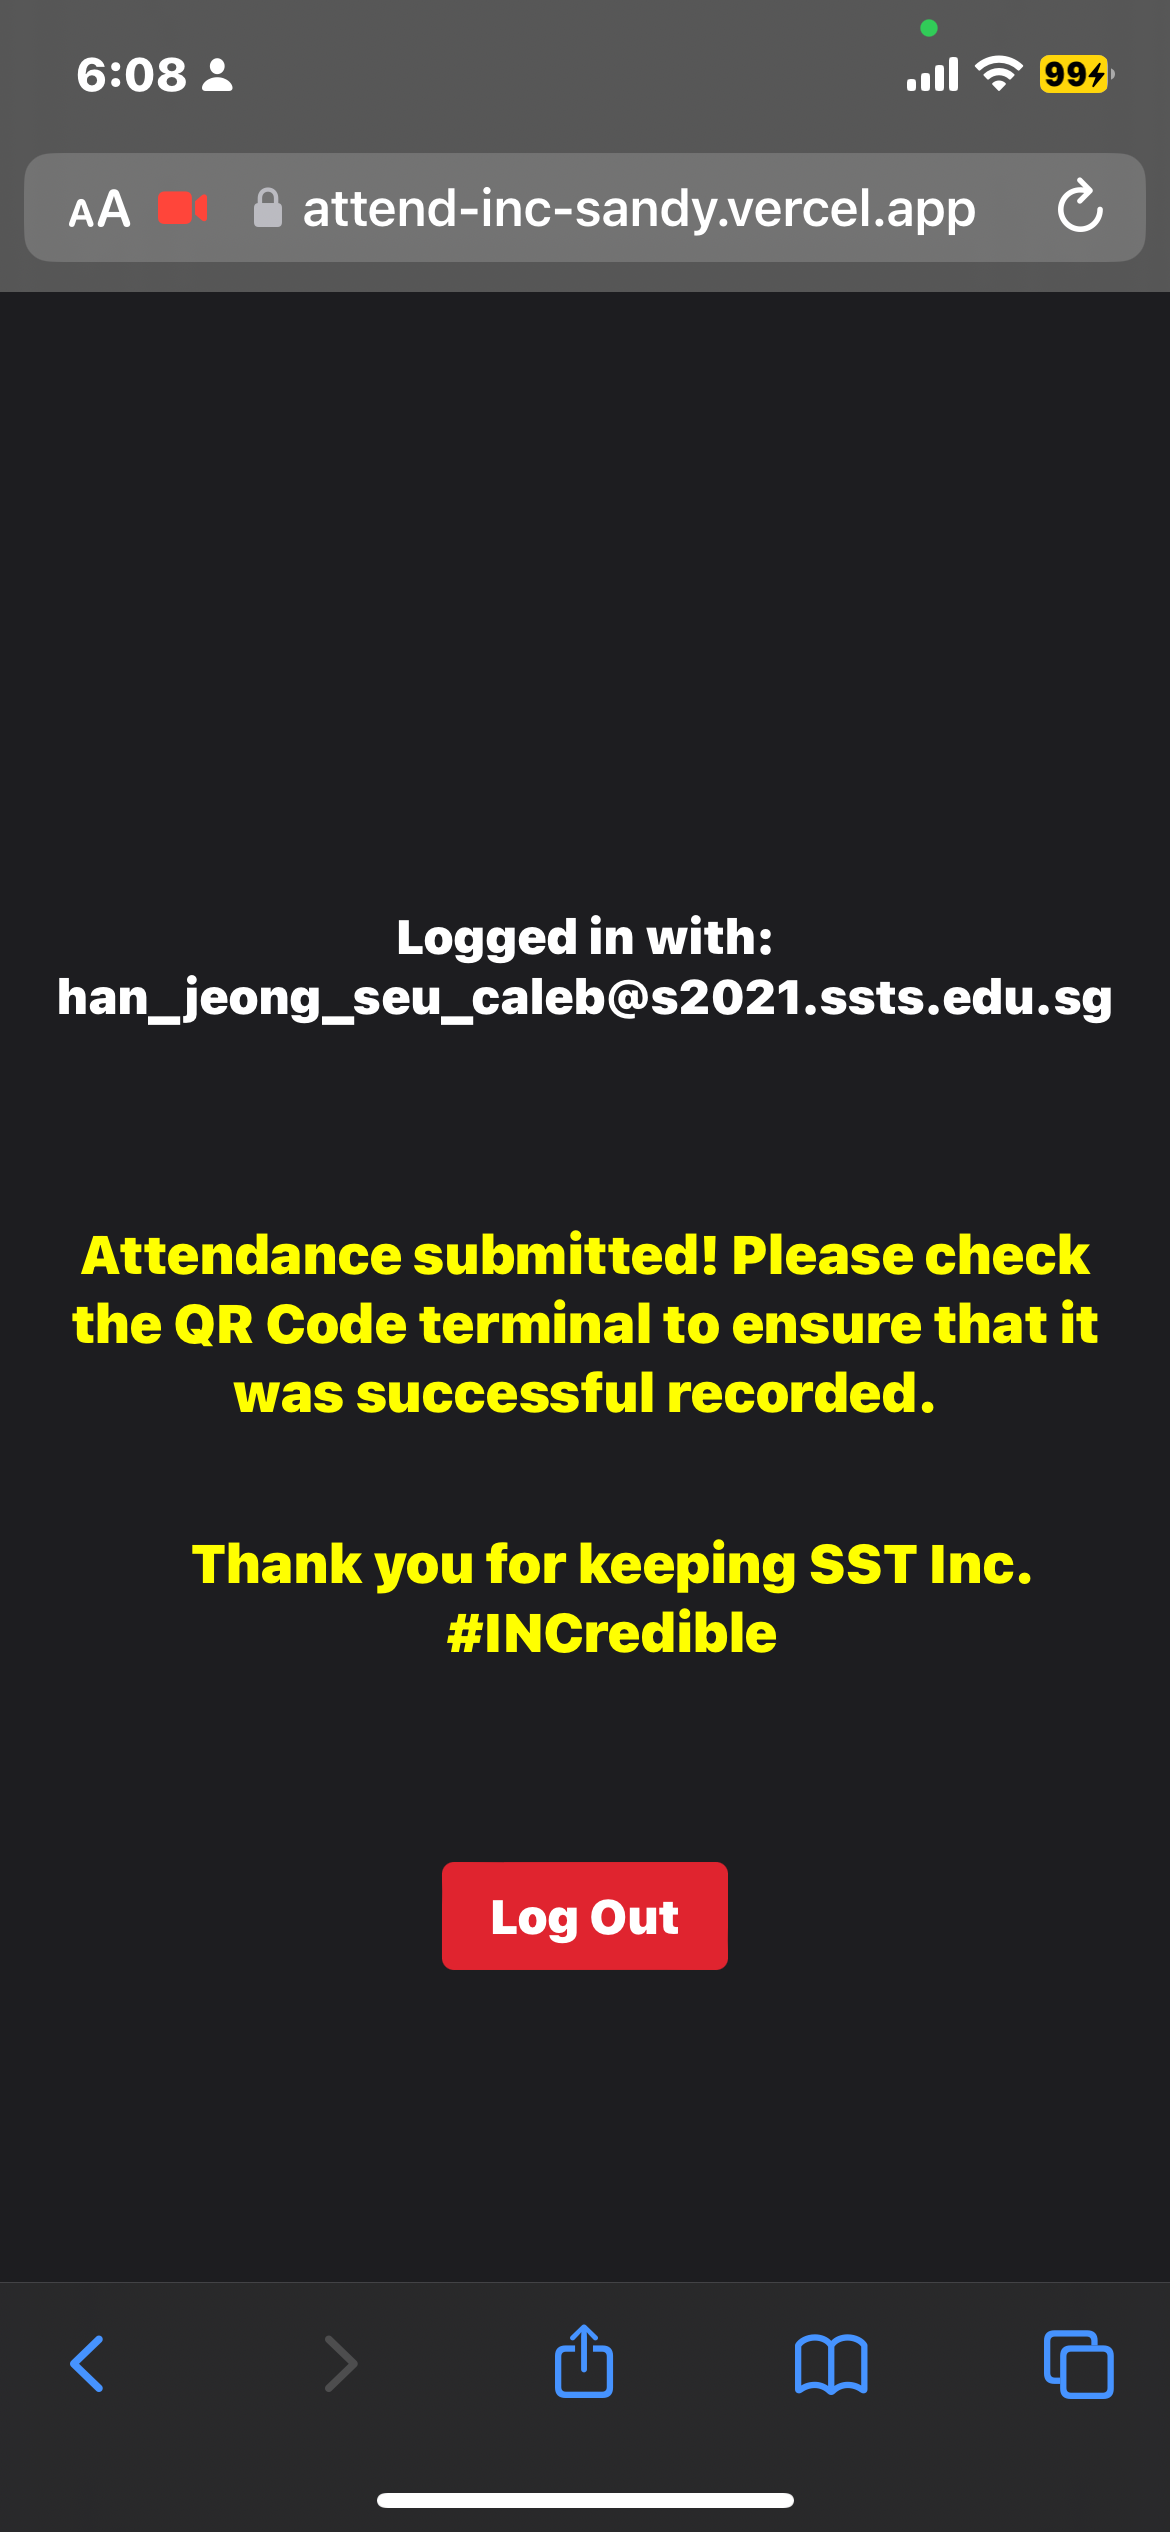 6:08
99
AA
attend-inc-sandy.vercel.app
Logged in with:
han_jeong_seu_caleb@s2021.ssts.edu.sg
Attendance submitted! Please check
the QR Code terminal to ensure that it
was successful recorded.
Thank you for keeping SST Inc.
#INCredible
Log Out